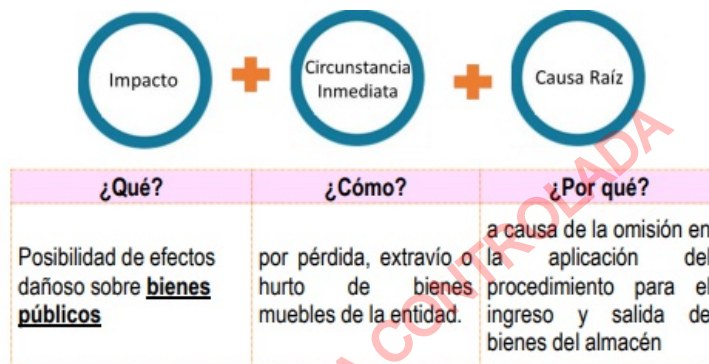 Impacto
Circunstancia
Inmediata
Causa Raíz
¿Qué?
¿Cómo?
¿Por qué?
Posibilidad de efectos
dañoso sobre bienes
públicos
por pérdida, extravío o
hurto de bienes
muebles de la entidad.
a causa de la omisión en
la aplicación del
procedimiento para el
ingreso y salida de
bienes del almacén
A CONTROLADA